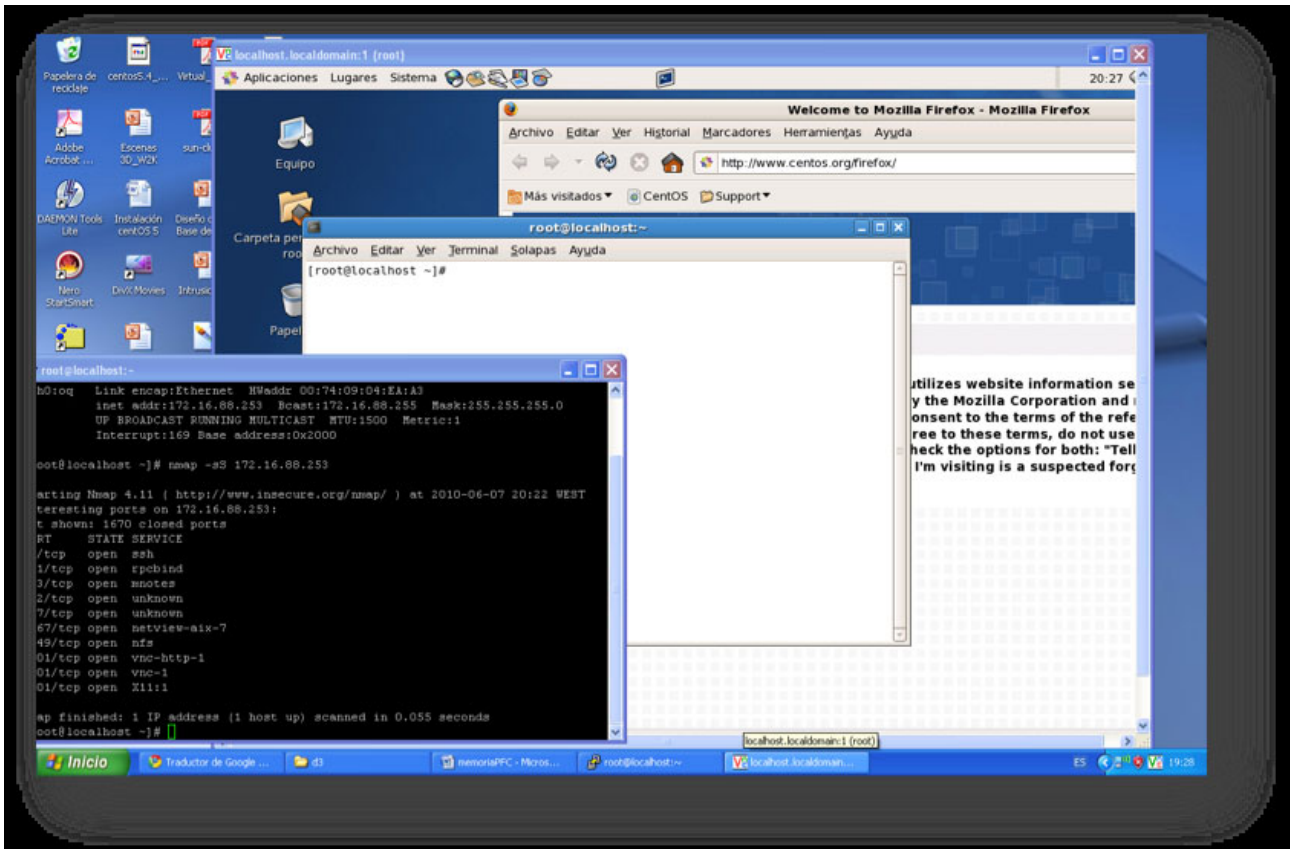 Papelera de reciclaje
centos5.4_...
Virtual_
Adobe Acrobat ...
Escenas 3D_W2K
sun-cl
DAEMON Tools Lite
Instalación centOS 5
Diseño c
Base de
Nero StartSmart
DivX Movies
Intrusic
localhost.localdomain:1 (root)
Aplicaciones Lugares Sistema
20:27
Equipo
Carpeta per
roo
Papel
Welcome to Mozilla Firefox - Mozilla Firefox
Archivo Editar Ver Historial Marcadores Herramientas Ayuda
http://www.centos.org/firefox/
Más visitados CentOS Support
utilizes website information se
y the Mozilla Corporation and
onsent to the terms of the refe
ree to these terms, do not use
heck the options for both: "Tell
I'm visiting is a suspected forg
root@localhost:~
Archivo Editar Ver Terminal Solapas Ayuda
[root@localhost ~]#
root@localhost:~
h0:oq Link encap:Ethernet HWaddr 00:74:09:04:EA:A3
inet addr:172.16.88.253 Bcast:172.16.88.255 Mask:255.255.255.0
UP BROADCAST RUNNING MULTICAST MTU:1500 Metric:1
Interrupt:169 Base address:0x2000
oot@localhost ~]# nmap -sS 172.16.88.253
arting Nmap 4.11 ( http://www.insecure.org/nmap/ ) at 2010-06-07 20:22 WEST
teresting ports on 172.16.88.253:
t shown: 1670 closed ports
RT STATE SERVICE
/tcp open ssh
1/tcp open rpcbind
3/tcp open mnotes
2/tcp open unknown
7/tcp open unknown
67/tcp open netview-aix-7
49/tcp open nfs
01/tcp open vnc-http-1
01/tcp open vnc-1
01/tcp open X11:1
ap finished: 1 IP address (1 host up) scanned in 0.055 seconds
oot@localhost ~]#
localhost.localdomain:1 (root)
Inicio
Traductor de Google ...
d3
memoriaPFC - Micros...
root@localhost:~
localhost.localdomain...
ES
19:28